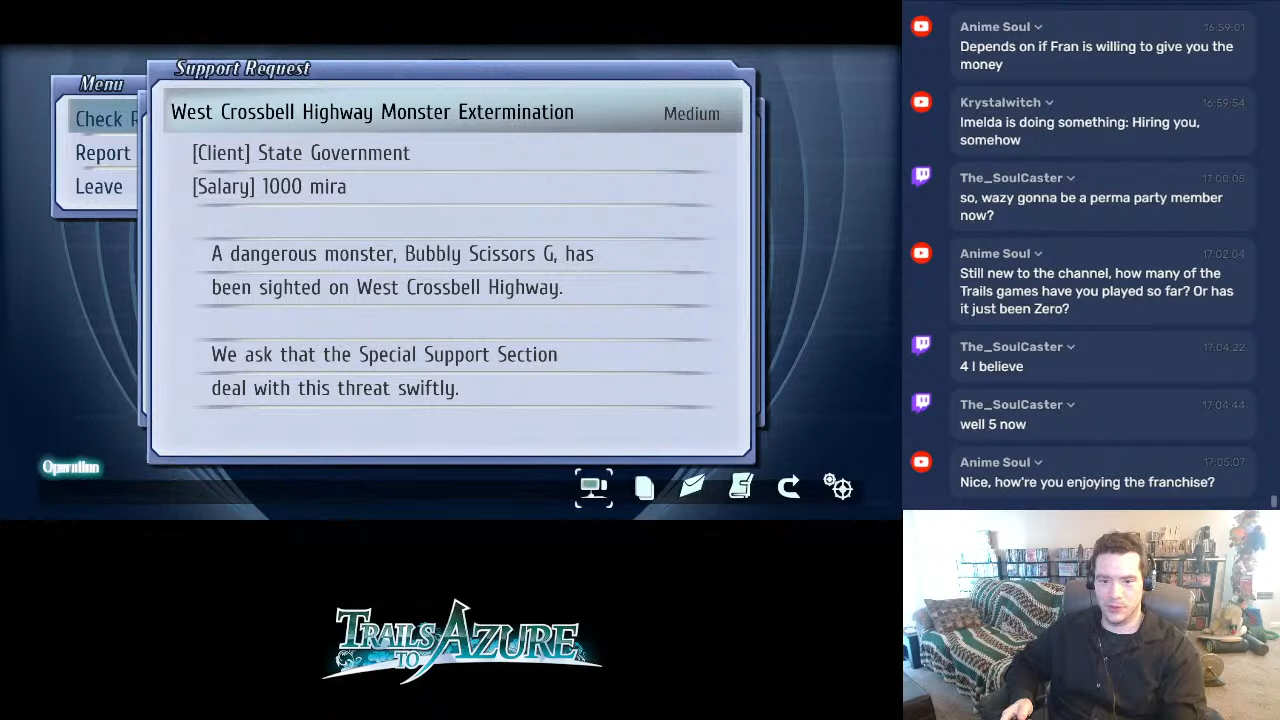 Support Request
Menu
Check R
Report
Leave
West Crossbell Highway Monster Extermination
Medium
[Client] State Government
[Salary] 1000 mira
A dangerous monster, Bubbly Scissors G, has
been sighted on West Crossbell Highway.
We ask that the Special Support Section
deal with this threat swiftly.
Operation
TRAILS
TO AZURE
Anime Soul 16:59:01
Depends on if Fran is willing to give you the
money
Krystalwitch 16:59:54
Imelda is doing something: Hiring you,
somehow
The_SoulCaster 17:00:05
so, wazy gonna be a perma party member
now?
Anime Soul 17:02:04
Still new to the channel, how many of the
Trails games have you played so far? Or has
it just been Zero?
The_SoulCaster 17:04:22
4 I believe
The_SoulCaster 17:04:44
well 5 now
Anime Soul 17:05:07
Nice, how're you enjoying the franchise?